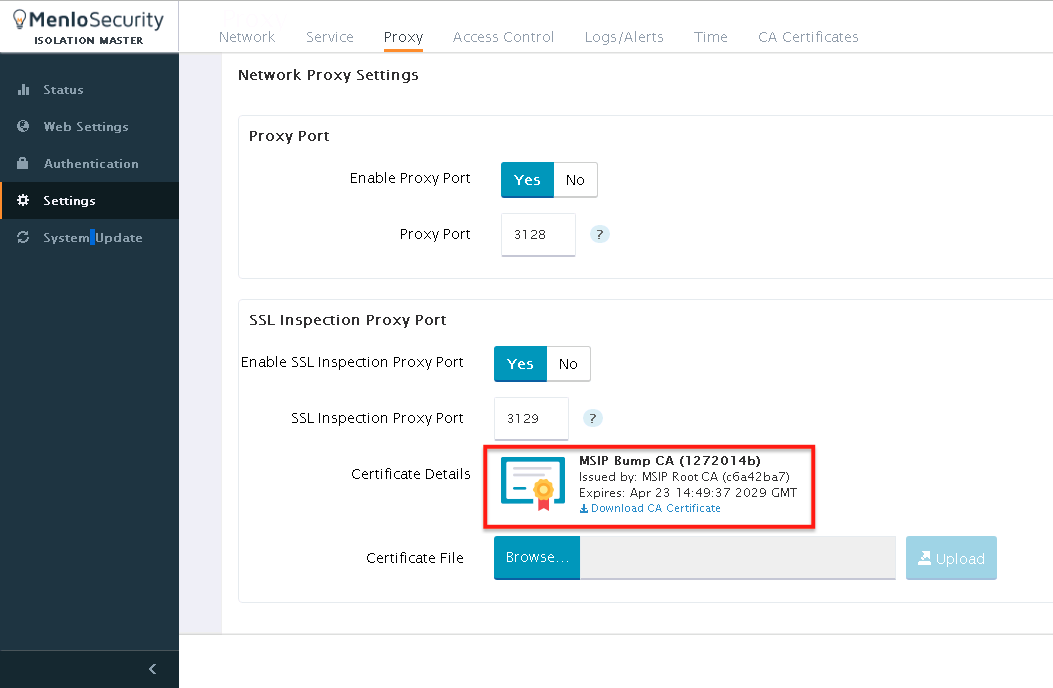 MenloSecurity
ISOLATION MASTER
Network Service Proxy Access Control Logs/Alerts Time CA Certificates
Status
Web Settings
Authentication
Settings
System Update
Network Proxy Settings
Proxy Port
Enable Proxy Port Yes No
Proxy Port 3128 ?
SSL Inspection Proxy Port
Enable SSL Inspection Proxy Port Yes No
SSL Inspection Proxy Port 3129 ?
Certificate Details
MSIP Bump CA (1272014b)
Issued by: MSIP Root CA (c6a42ba7)
Expires: Apr 23 14:49:37 2029 GMT
Download CA Certificate
Certificate File Browse... Upload